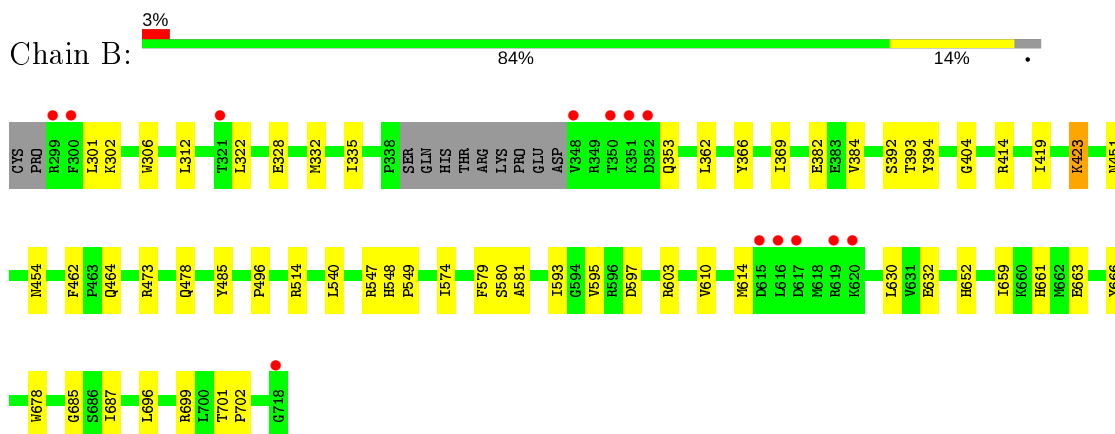 3%
Chain B:
84%
14%
CYS PRO R299 F300 L301 K302 W306 L312 T321 L322 E328 M332 I335 P338 SER GLN HIS THR ARG LYS PRO GLU ASP V348 R349 T350 K351 D352 Q353 L362 Y366 I369 E382 E383 V384 S392 T393 Y394 G404 R414 I419 K423 N451
N454 F462 P463 Q464 R473 Q478 Y485 P496 R514 L540 R547 H548 P549 I574 F579 S580 A581 I593 G594 V595 R596 D597 R603 V610 M614 D615 L616 D617 M618 R619 K620 L630 V631 E632 H652 I659 K660 H661 M662 E663 Y666
W678 G685 S686 I687 L696 R699 L700 T701 P702 G718